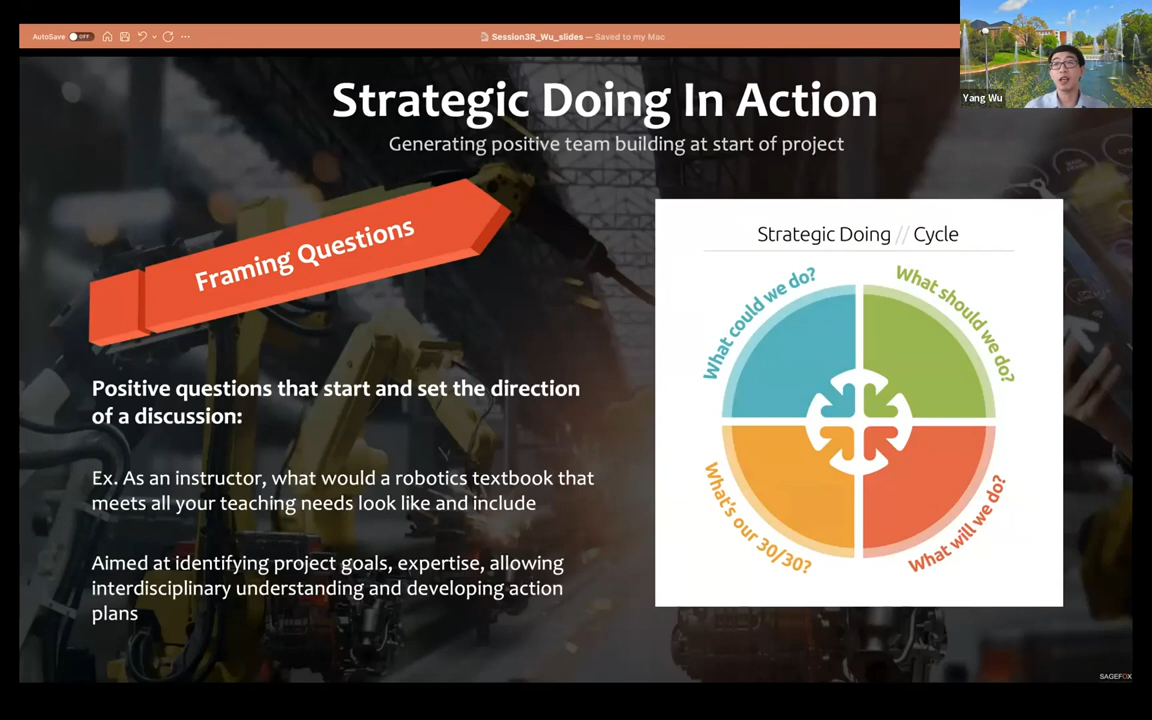 AutoSave OFF
Session3R_Wu_slides — Saved to my Mac
Yang Wu
Strategic Doing In Action
Generating positive team building at start of project
Framing Questions
Positive questions that start and set the direction
of a discussion:
Ex. As an instructor, what would a robotics textbook that
meets all your teaching needs look like and include
Aimed at identifying project goals, expertise, allowing
interdisciplinary understanding and developing action
plans
Strategic Doing // Cycle
What could we do?
What should we do?
What's our 30/30?
What will we do?
SAGEFOX